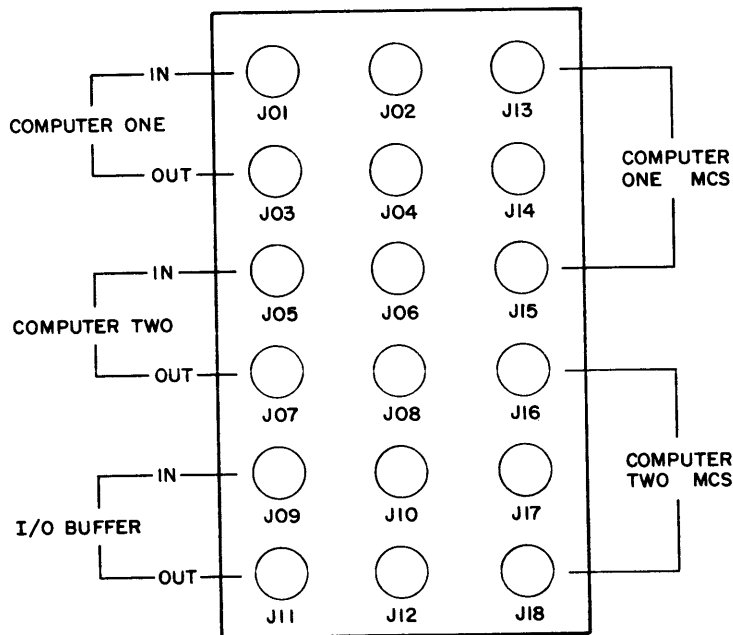 IN
J01 J02 J13
COMPUTER ONE
COMPUTER
ONE MCS
OUT
J03 J04 J14
IN
J05 J06 J15
COMPUTER TWO
OUT
J07 J08 J16
COMPUTER
TWO MCS
IN
J09 J10 J17
I/O BUFFER
OUT
J11 J12 J18